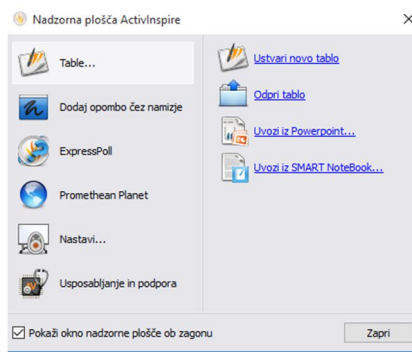 Nadzorna plošča ActivInspire
Table...
Dodaj opombo čez namizje
ExpressPoll
Promethean Planet
Nastavi...
Usposabljanje in podpora
Ustvari novo tablo
Odpri tablo
Uvozi iz Powerpoint...
Uvozi iz SMART NoteBook...
Pokaži okno nadzorne plošče ob zagonu
Zapri